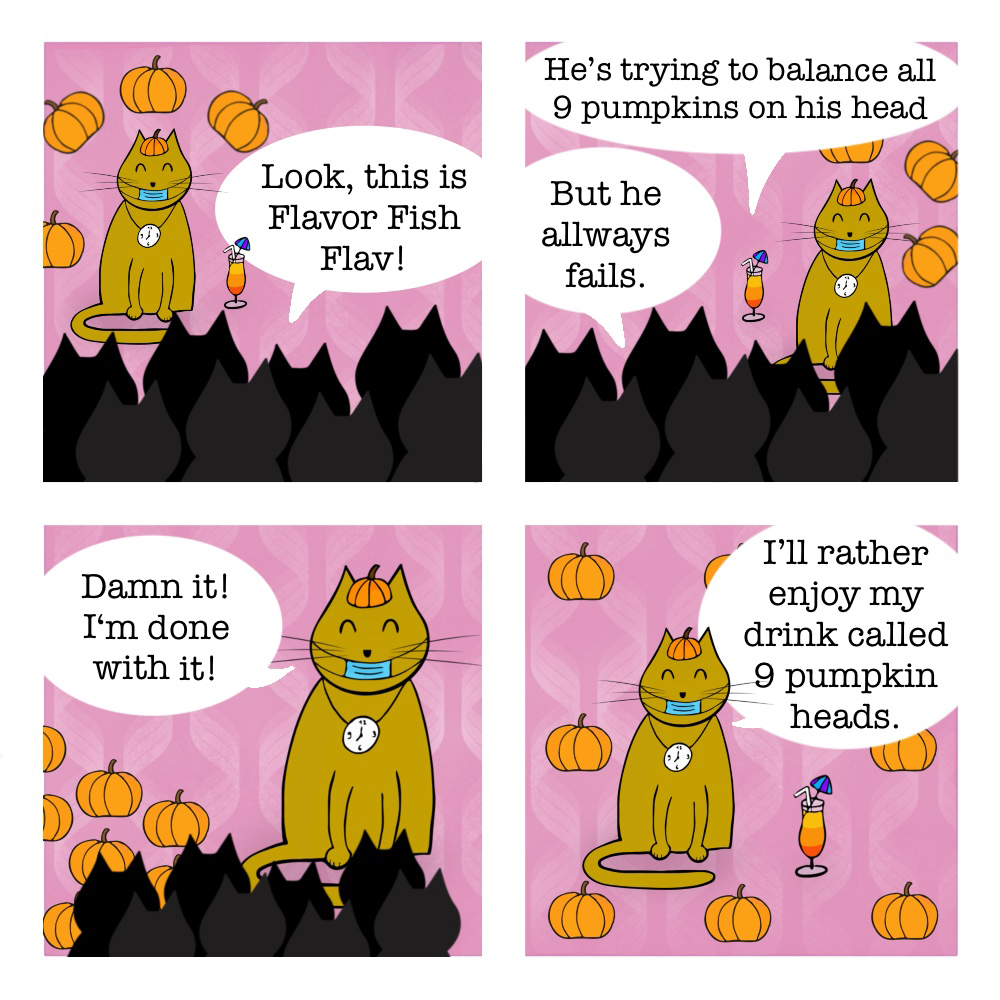 Look, this is
Flavor Fish
Flav!
He's trying to balance all
9 pumpkins on his head
But he
allways
fails.
Damn it!
I‘m done
with it!
I'll rather
enjoy my
drink called
9 pumpkin
heads.